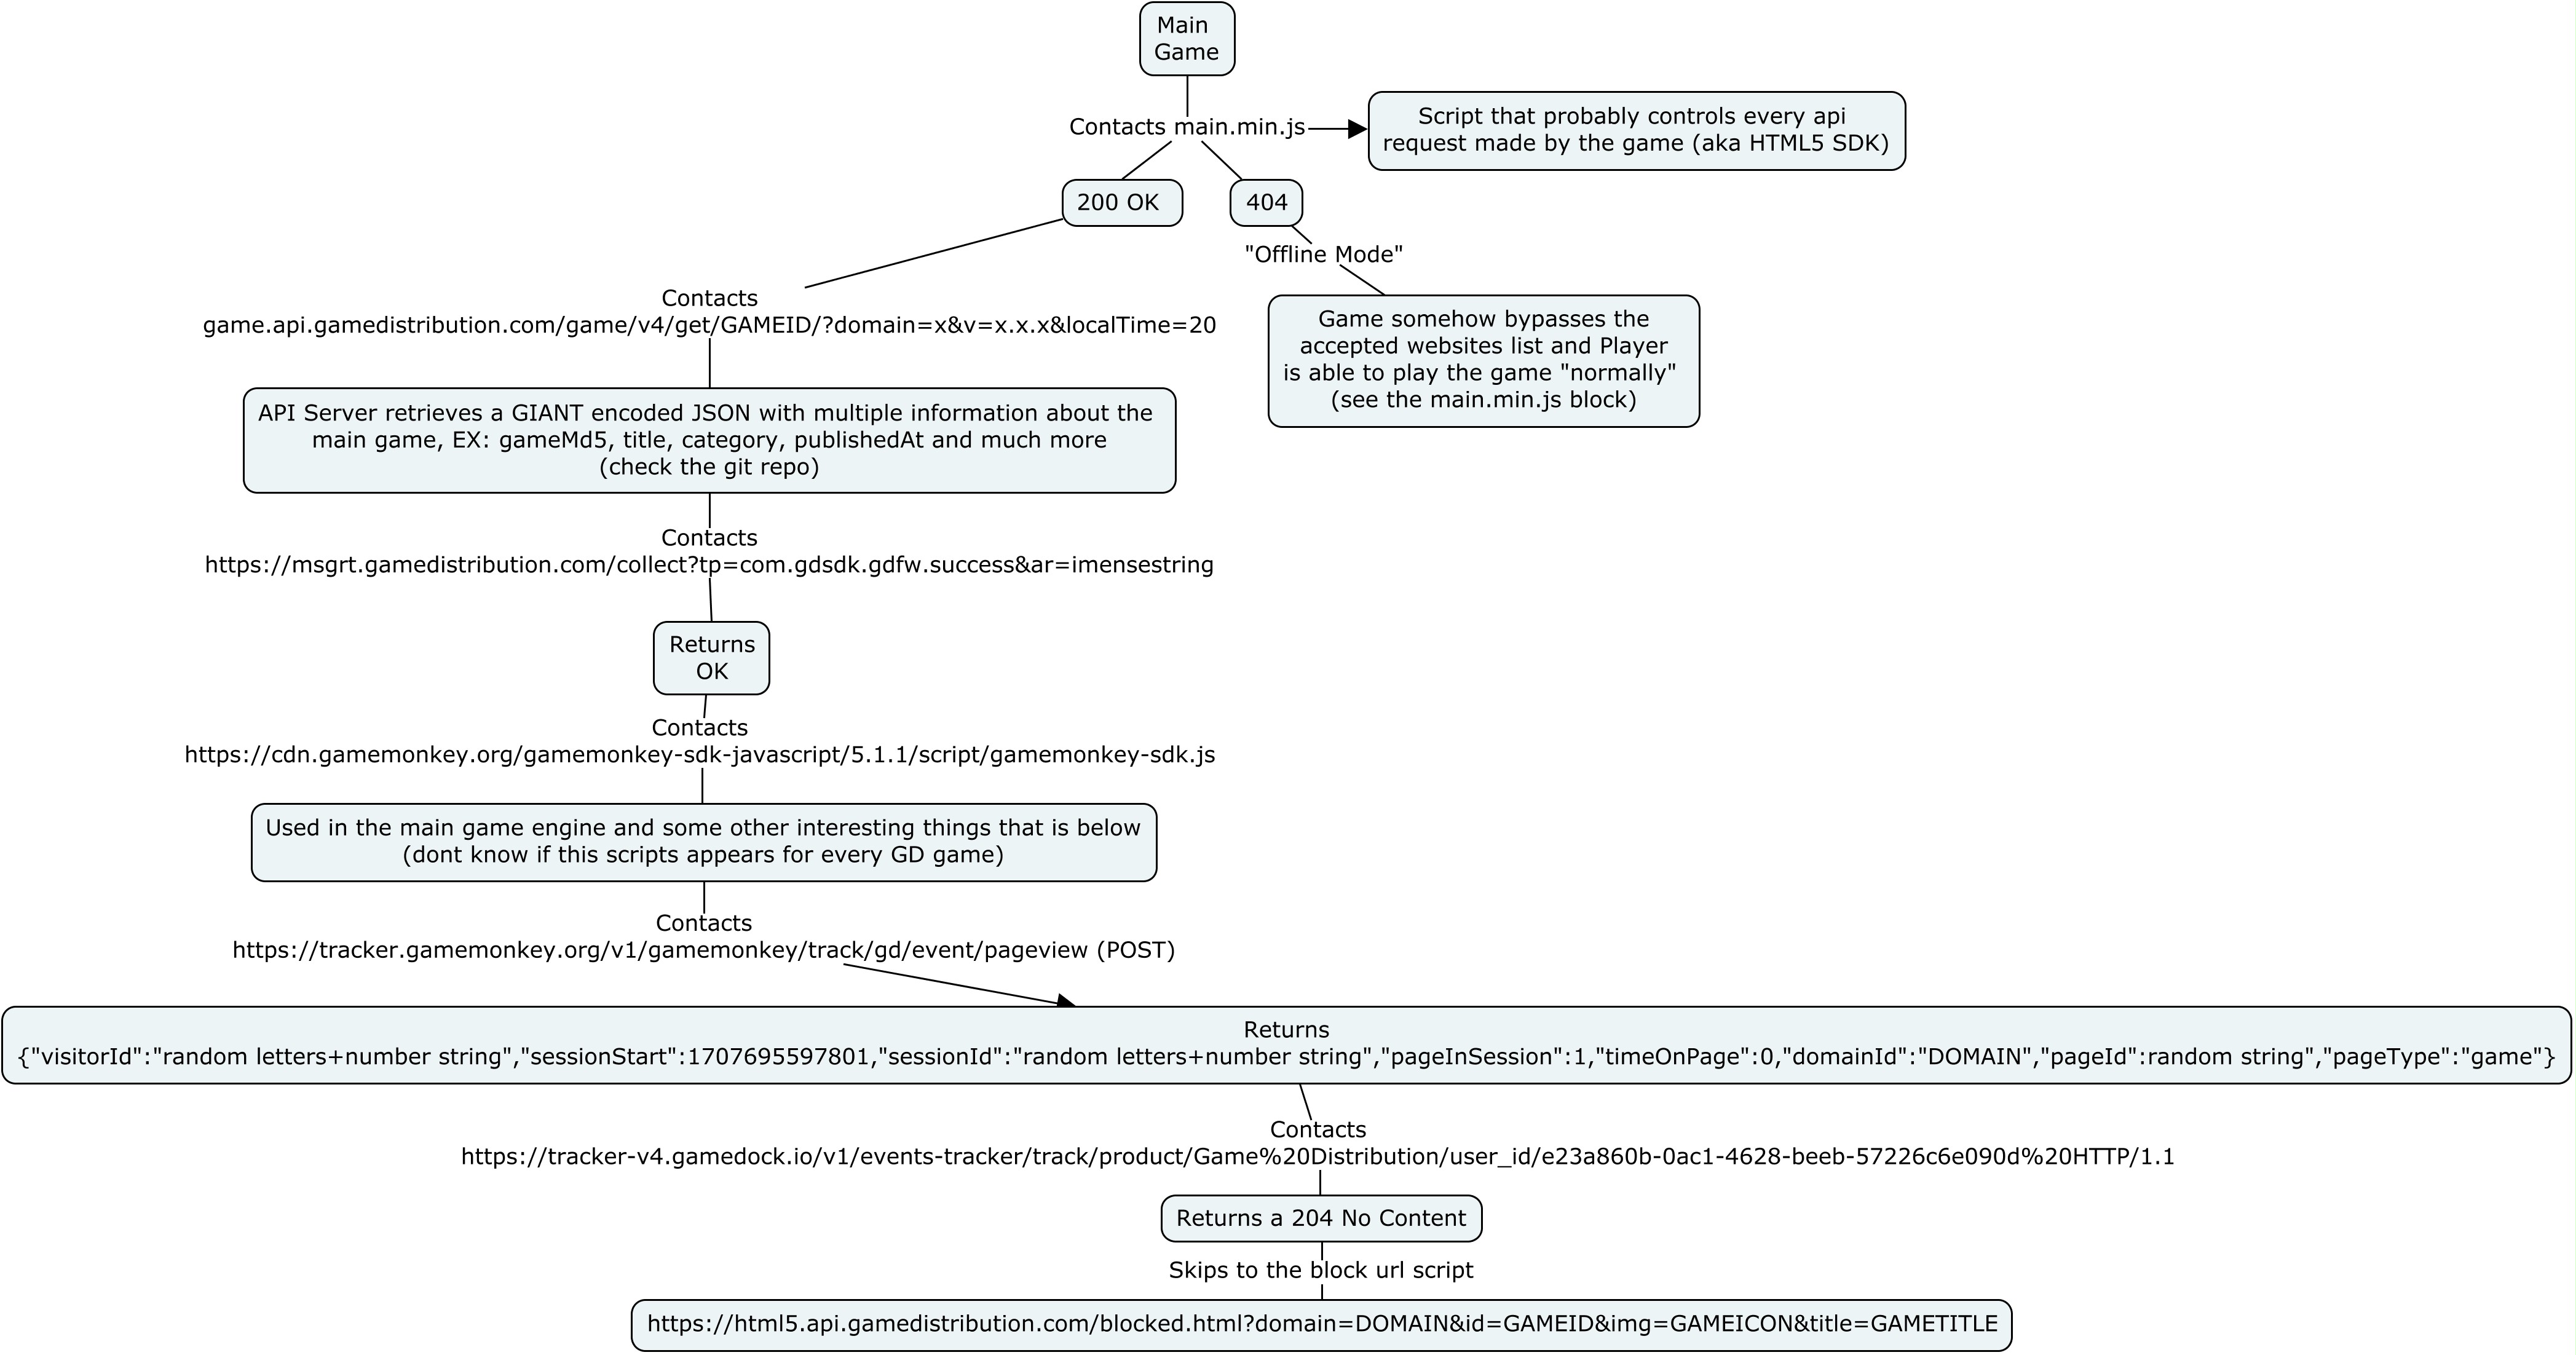 Main
Game
Contacts main.min.js
Script that probably controls every api
request made by the game (aka HTML5 SDK)
200 OK
404
"Offline Mode"
Game somehow bypasses the
accepted websites list and Player
is able to play the game "normally"
(see the main.min.js block)
Contacts
game.api.gamedistribution.com/game/v4/get/GAMEID/?domain=x&v=x.x.x&localTime=20
API Server retrieves a GIANT encoded JSON with multiple information about the
main game, EX: gameMd5, title, category, publishedAt and much more
(check the git repo)
Contacts
https://msgrt.gamedistribution.com/collect?tp=com.gdsdk.gdfw.success&ar=imensestring
Returns
OK
Contacts
https://cdn.gamemonkey.org/gamemonkey-sdk-javascript/5.1.1/script/gamemonkey-sdk.js
Used in the main game engine and some other interesting things that is below
(dont know if this scripts appears for every GD game)
Contacts
https://tracker.gamemonkey.org/v1/gamemonkey/track/gd/event/pageview (POST)
Returns
{"visitorId":"random letters+number string","sessionStart":1707695597801,"sessionId":"random letters+number string","pageInSession":1,"timeOnPage":0,"domainId":"DOMAIN","pageId":random string","pageType":"game"}
Contacts
https://tracker-v4.gamedock.io/v1/events-tracker/track/product/Game%20Distribution/user_id/e23a860b-0ac1-4628-beeb-57226c6e090d%20HTTP/1.1
Returns a 204 No Content
Skips to the block url script
https://html5.api.gamedistribution.com/blocked.html?domain=DOMAIN&id=GAMEID&img=GAMEICON&title=GAMETITLE